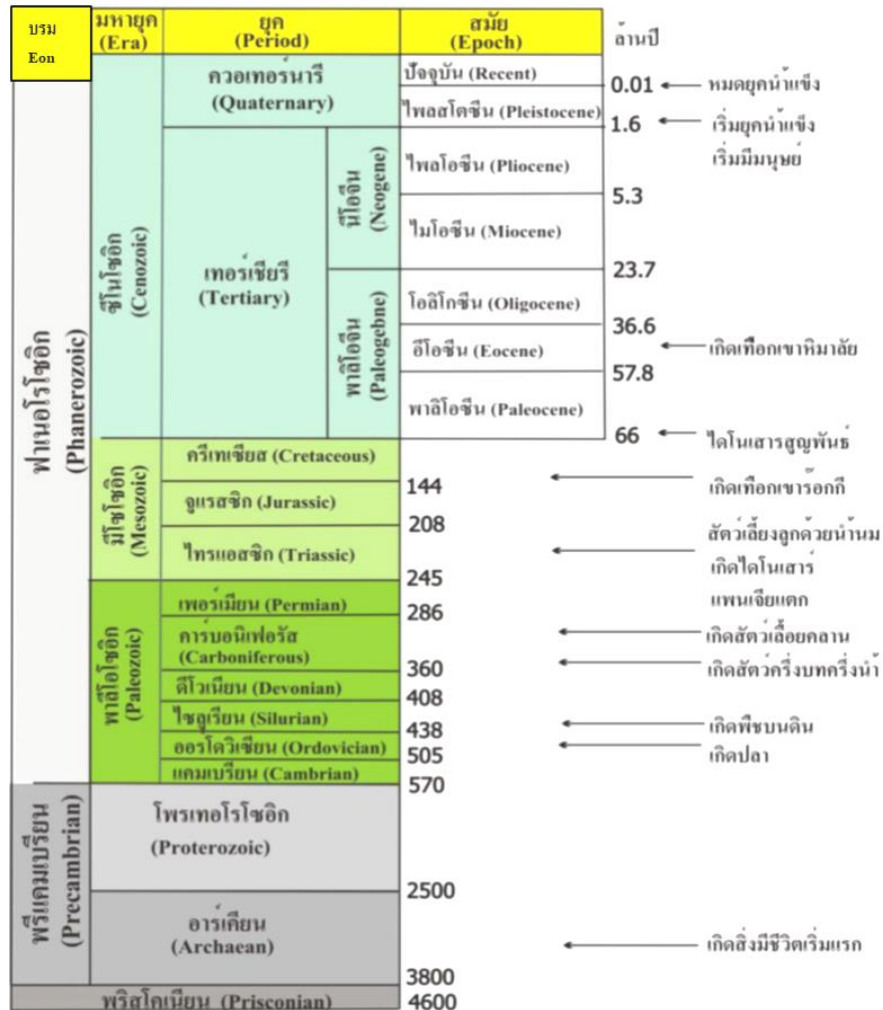 บรม
Eon
มหายุค
(Era)
ยุค
(Period)
สมัย
(Epoch)
ล้านปี
ฟาเนอโรโซอิก
(Phanerozoic)
ซีโนโซอิก
(Cenozoic)
ควอเทอร์นารี
(Quaternary)
ปัจจุบัน (Recent)
0.01
หมดยุคน้ำแข็ง
ไพลสโตซีน (Pleistocene)
1.6
เริ่มยุคน้ำแข็ง
เริ่มมีมนุษย์
เทอร์เชียรี
(Tertiary)
นีโอจีน
(Neogene)
ไพลโอซีน (Pliocene)
5.3
ไมโอซีน (Miocene)
23.7
พาลีโอจีน
(Paleogebne)
โอลิโกซีน (Oligocene)
36.6
อีโอซีน (Eocene)
เกิดเทือกเขาหิมาลัย
57.8
พาลีโอซีน (Paleocene)
66
ไดโนเสารสูญพันธ์
มีโซโซอิก
(Mesozoic)
ครีเทเซียส (Cretaceous)
144
เกิดเทือกเขาร็อกกี
จูแรสซิก (Jurassic)
208
ไทรแอสซิก (Triassic)
สัตว์เลี้ยงลูกด้วยน้ำนม
เกิดไดโนเสาร์
แพนเจียแตก
245
พาลีโอโซอิก
(Paleozoic)
เพอร์เมียน (Permian)
286
คาร์บอนิเฟอรัส
(Carboniferous)
เกิดสัตว์เลื้อยคลาน
360
เกิดสัตว์ครึ่งบทครึ่งน้ำ
ดีโวเนียน (Devonian)
408
ไซลูเรียน (Silurian)
438
เกิดพืชบนดิน
ออรโดวิเชียน (Ordovician)
505
เกิดปลา
แคมเบรียน (Cambrian)
570
พรีแคมเบรียน
(Precambrian)
โพรเทอโรโซอิก
(Proterozoic)
2500
อาร์เคียน
(Archaean)
เกิดสิ่งมีชีวิตเริ่มแรก
3800
พริสโคเนียน (Prisconian)
4600